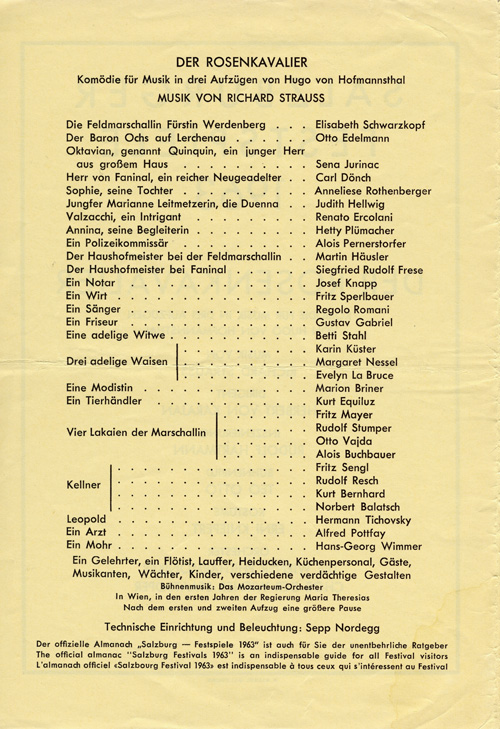 DER ROSENKAVALIER
Komödie für Musik in drei Aufzügen von Hugo von Hofmannsthal
MUSIK VON RICHARD STRAUSS
Die Feldmarschallin Fürstin Werdenberg . . . Elisabeth Schwarzkopf
Der Baron Ochs auf Lerchenau . . . . . . Otto Edelmann
Oktavian, genannt Quinquin, ein junger Herr
aus großem Haus . . . . . . . . . . Sena Jurinac
Herr von Faninal, ein reicher Neugeadelter . . Carl Dönch
Sophie, seine Tochter . . . . . . . . . . Anneliese Rothenberger
Jungfer Marianne Leitmetzerin, die Duenna . . Judith Hellwig
Valzacchi, ein Intrigant . . . . . . . . . Renato Ercolani
Annina, seine Begleiterin . . . . . . . . . Hetty Plümacher
Ein Polizeikommissär . . . . . . . . . . Alois Pernerstorfer
Der Haushofmeister bei der Feldmarschallin . . Martin Häusler
Der Haushofmeister bei Faninal . . . . . . Siegfried Rudolf Frese
Ein Notar . . . . . . . . . . . . . . Josef Knapp
Ein Wirt . . . . . . . . . . . . . . . Fritz Sperlbauer
Ein Sänger . . . . . . . . . . . . . . Regolo Romani
Ein Friseur . . . . . . . . . . . . . . Gustav Gabriel
Eine adelige Witwe . . . . . . . . . . . Betti Stahl
Drei adelige Waisen . . . . . . . . . . Karin Küster
. . . . . . . . . . Margaret Nessel
. . . . . . . . . . Evelyn La Bruce
Eine Modistin . . . . . . . . . . . . . Marion Briner
Ein Tierhändler . . . . . . . . . . . . Kurt Equiluz
Vier Lakaien der Marschallin . . . . . . . Fritz Mayer
. . . . . . . Rudolf Stumper
. . . . . . . Otto Vajda
. . . . . . . Alois Buchbauer
Kellner . . . . . . . . . . . . . . . Fritz Sengl
. . . . . . . . . . . . . . . Rudolf Resch
. . . . . . . . . . . . . . . Kurt Bernhard
. . . . . . . . . . . . . . . Norbert Balatsch
Leopold . . . . . . . . . . . . . . . Hermann Tichovsky
Ein Arzt . . . . . . . . . . . . . . . Alfred Pottfay
Ein Mohr . . . . . . . . . . . . . . . Hans-Georg Wimmer
Ein Gelehrter, ein Flötist, Lauffer, Heiducken, Küchenpersonal, Gäste,
Musikanten, Wächter, Kinder, verschiedene verdächtige Gestalten
Bühnenmusik: Das Mozarteum-Orchester
In Wien, in den ersten Jahren der Regierung Maria Theresias
Nach dem ersten und zweiten Aufzug eine größere Pause
Technische Einrichtung und Beleuchtung: Sepp Nordegg
Der offizielle Almanach „Salzburg — Festspiele 1963" ist auch für Sie der unentbehrliche Ratgeber
The official almanac "Salzburg Festivals 1963" is an indispensable guide for all Festival visitors
L'almanach officiel «Salzbourg Festival 1963» est indispensable à tous ceux qui s'intéressent au Festival